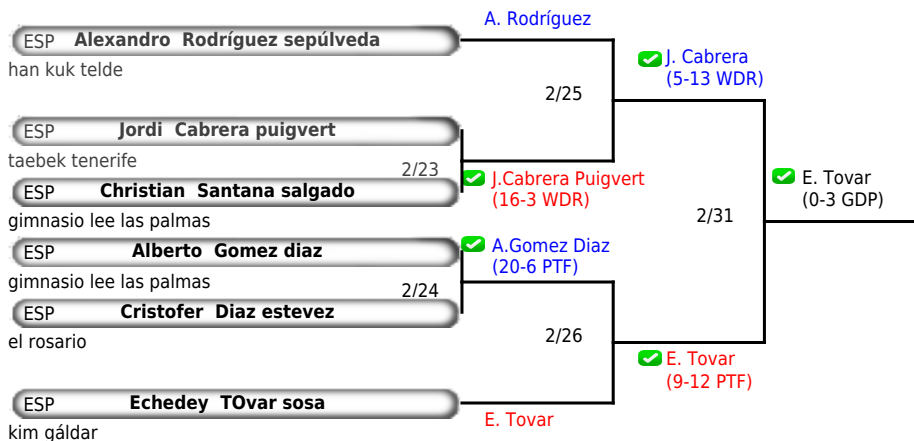 A. Rodríguez
ESP Alexandro Rodríguez sepúlveda
han kuk telde
J. Cabrera
(5-13 WDR)
2/25
ESP Jordi Cabrera puigvert
taebek tenerife
2/23
J.Cabrera Puigvert
(16-3 WDR)
ESP Christian Santana salgado
gimnasio lee las palmas
E. Tovar
(0-3 GDP)
2/31
ESP Alberto Gomez diaz
gimnasio lee las palmas
A.Gomez Diaz
(20-6 PTF)
2/24
ESP Cristofer Diaz estevez
el rosario
2/26
E. Tovar
(9-12 PTF)
ESP Echedey TOvar sosa
kim gáldar
E. Tovar